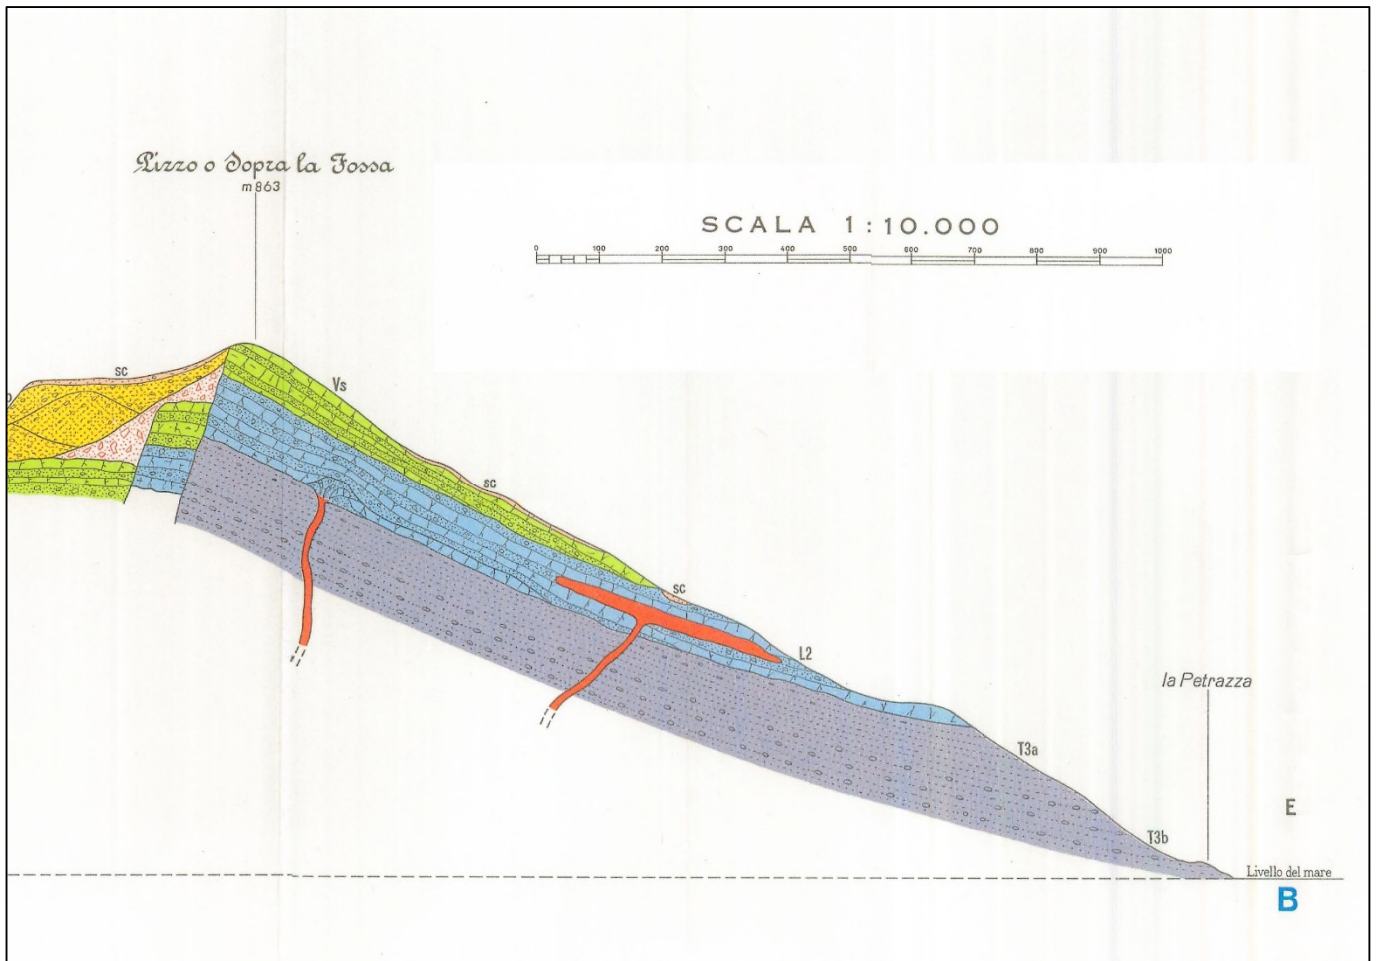 Pizzo o Sopra la Fossa
m 863
SCALA 1:10.000
0 100 200 300 400 500 600 700 800 900 1000
sc
Vs
sc
sc
L2
la Petrazza
T3a
E
T3b
Livello del mare
B